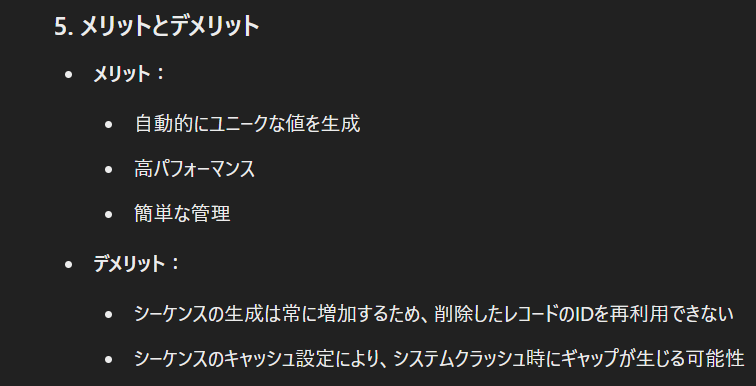 5. メリットとデメリット
メリット：
自動的にユニークな値を生成
高パフォーマンス
簡単な管理
デメリット：
シーケンスの生成は常に増加するため、削除したレコードのIDを再利用できない
シーケンスのキャッシュ設定により、システムクラッシュ時にギャップが生じる可能性